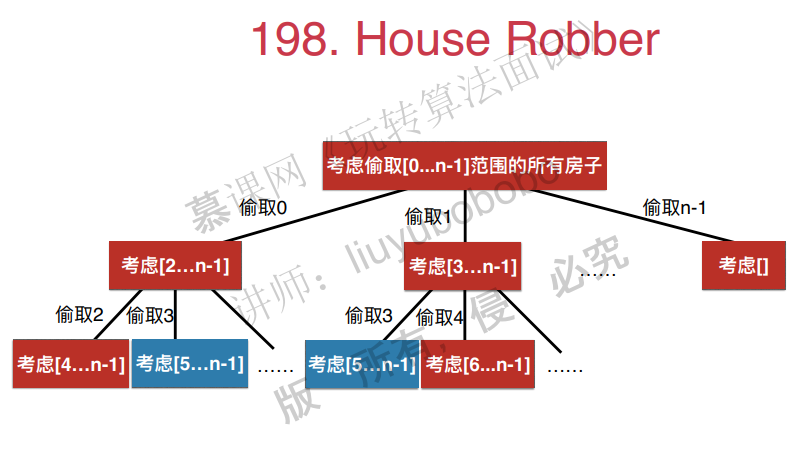 198. House Robber
慕课网《玩转算法面试》
考虑偷取[0...n-1]范围的所有房子
偷取0
偷取1
偷取n-1
讲师：liuyubobobo
考虑[2...n-1]
考虑[3...n-1]
......
考虑[]
偷取2
偷取3
偷取3
偷取4
考虑[4...n-1]
考虑[5...n-1]
......
考虑[5...n-1]
考虑[6...n-1]
......
版 所有，侵 必究